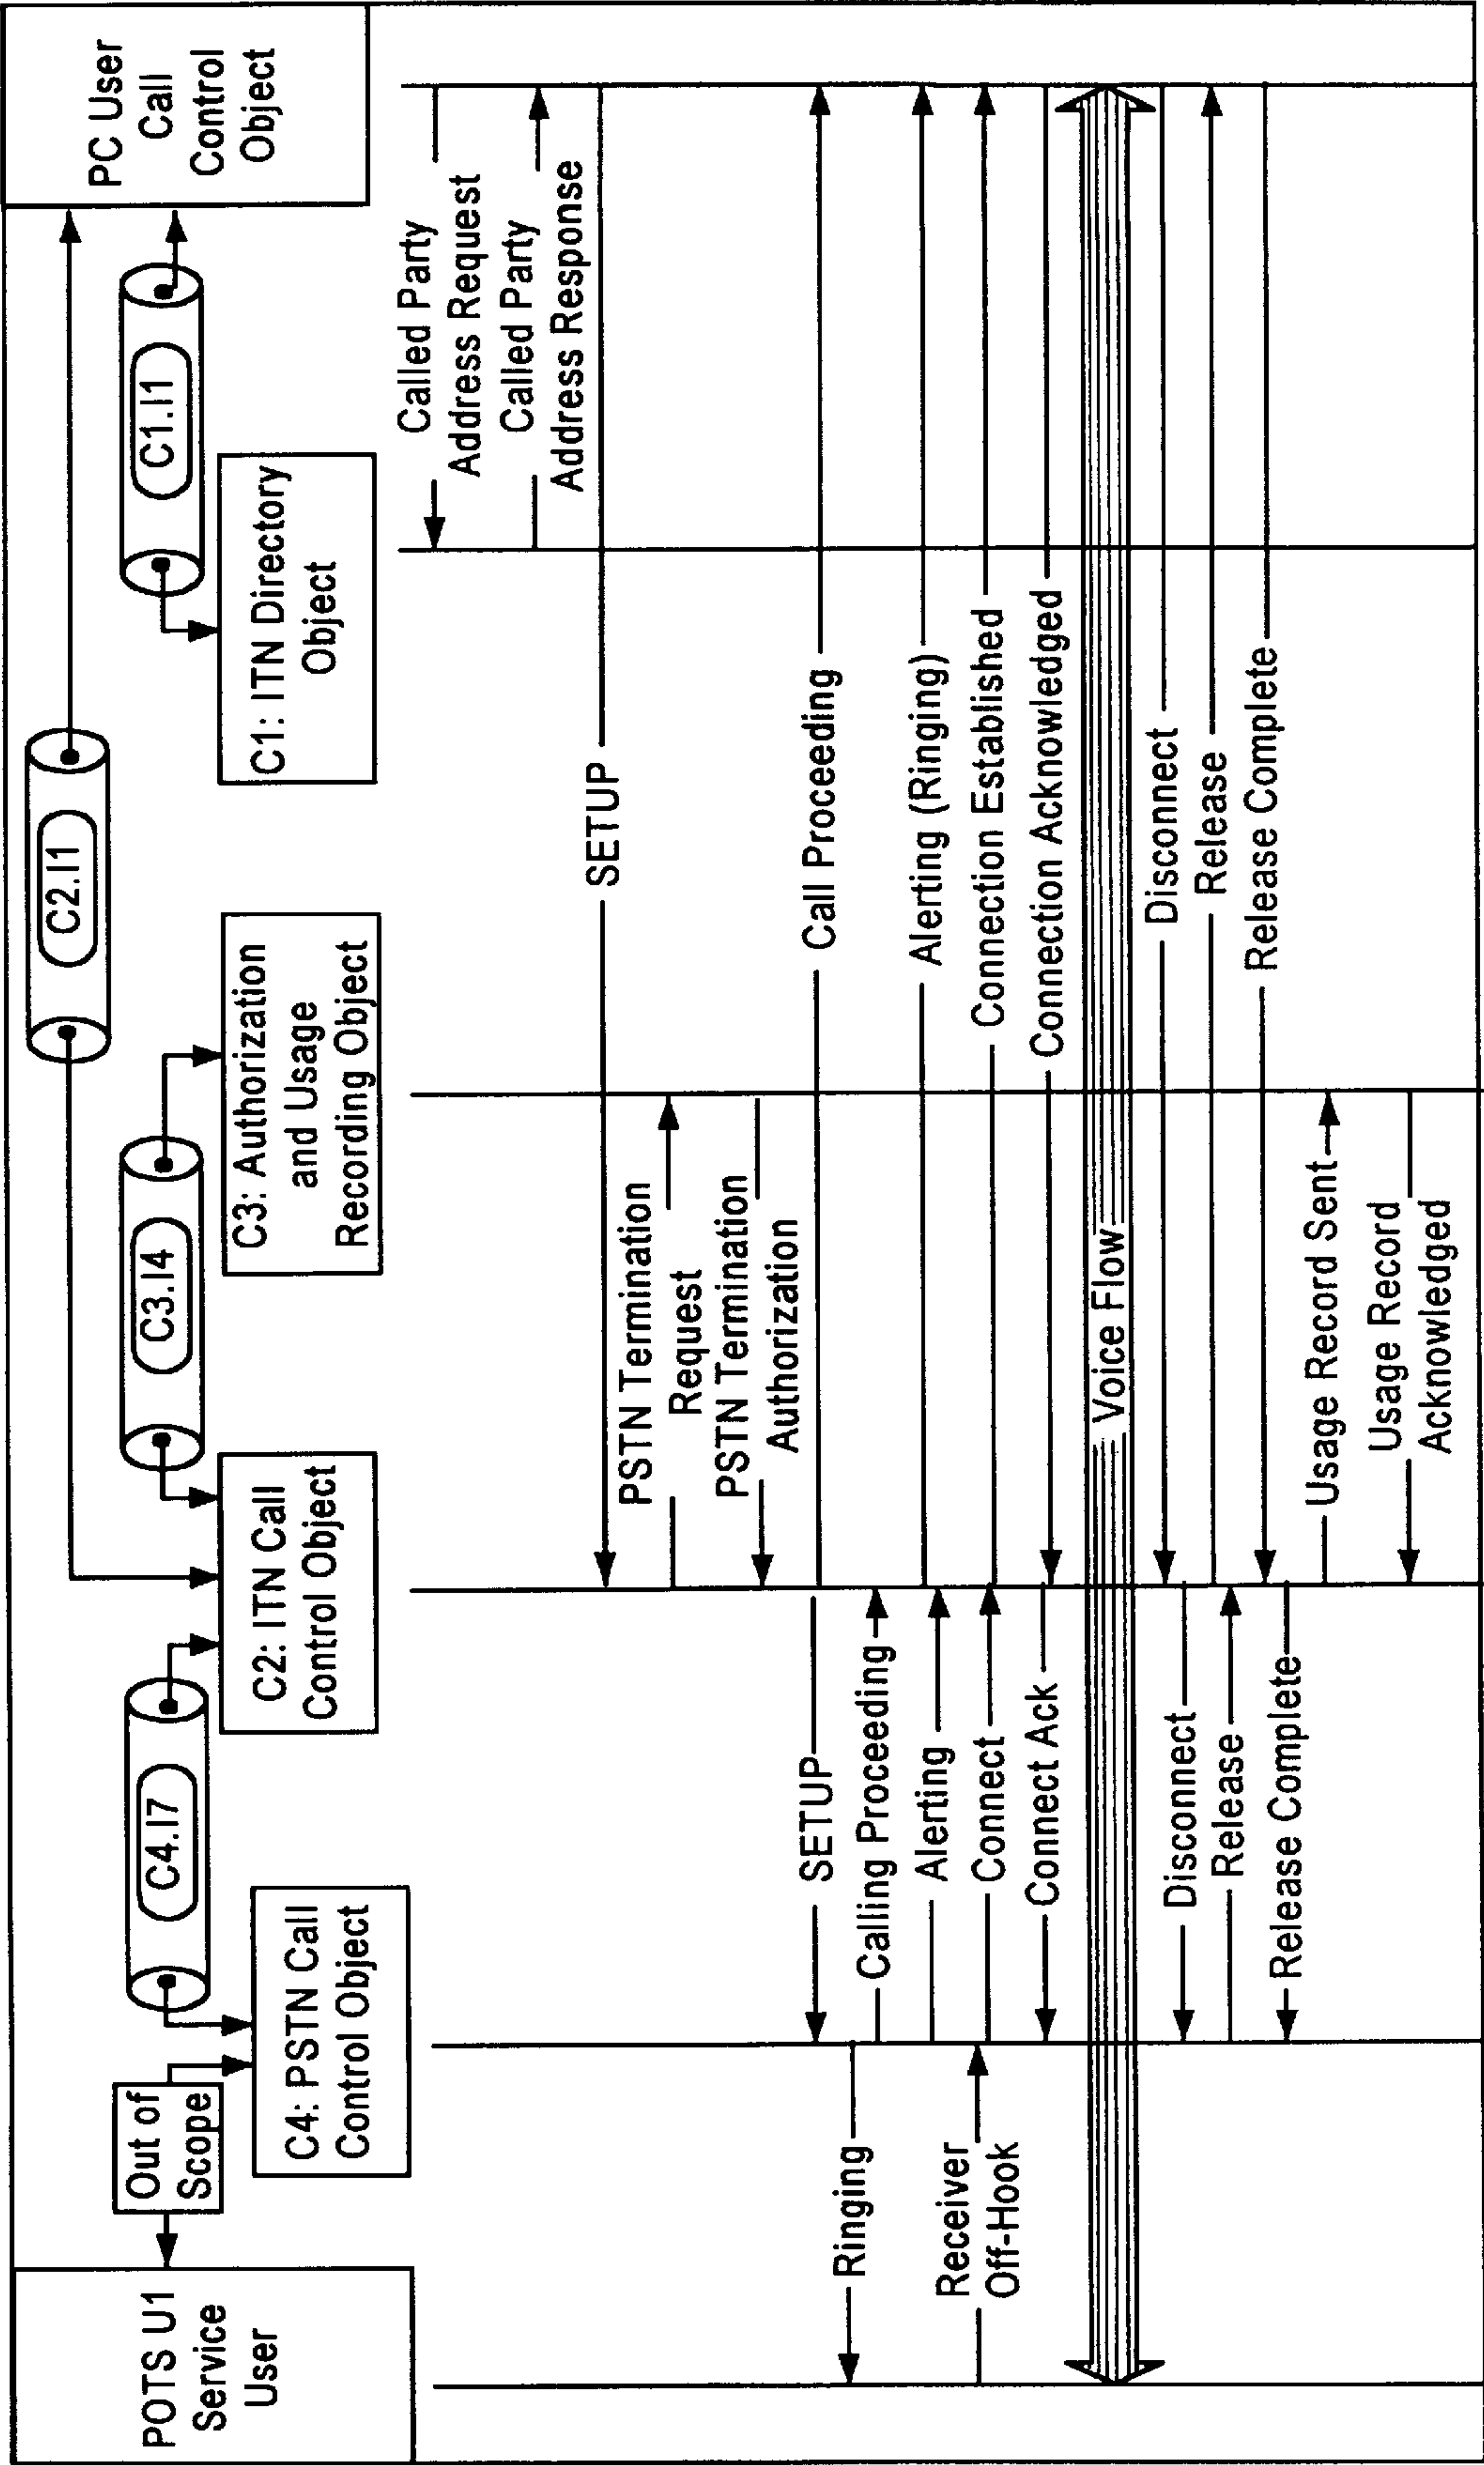 POTS U1
Service
User
Out of
Scope
C4: PSTN Call
Control Object
C4.I7
C2: ITN Call
Control Object
C3.I4
C3: Authorization
and Usage
Recording Object
C2.I1
C1: ITN Directory
Object
C1.I1
PC User
Call
Control
Object
Called Party
Address Request
Called Party
Address Response
SETUP
PSTN Termination
Request
PSTN Termination
Authorization
SETUP
Call Proceeding
Ringing
Calling Proceeding
Alerting
Alerting (Ringing)
Receiver
Off-Hook
Connect
Connection Established
Connect Ack
Connection Acknowledged
Voice Flow
Disconnect
Disconnect
Release
Release
Release Complete
Release Complete
Usage Record Sent
Usage Record
Acknowledged